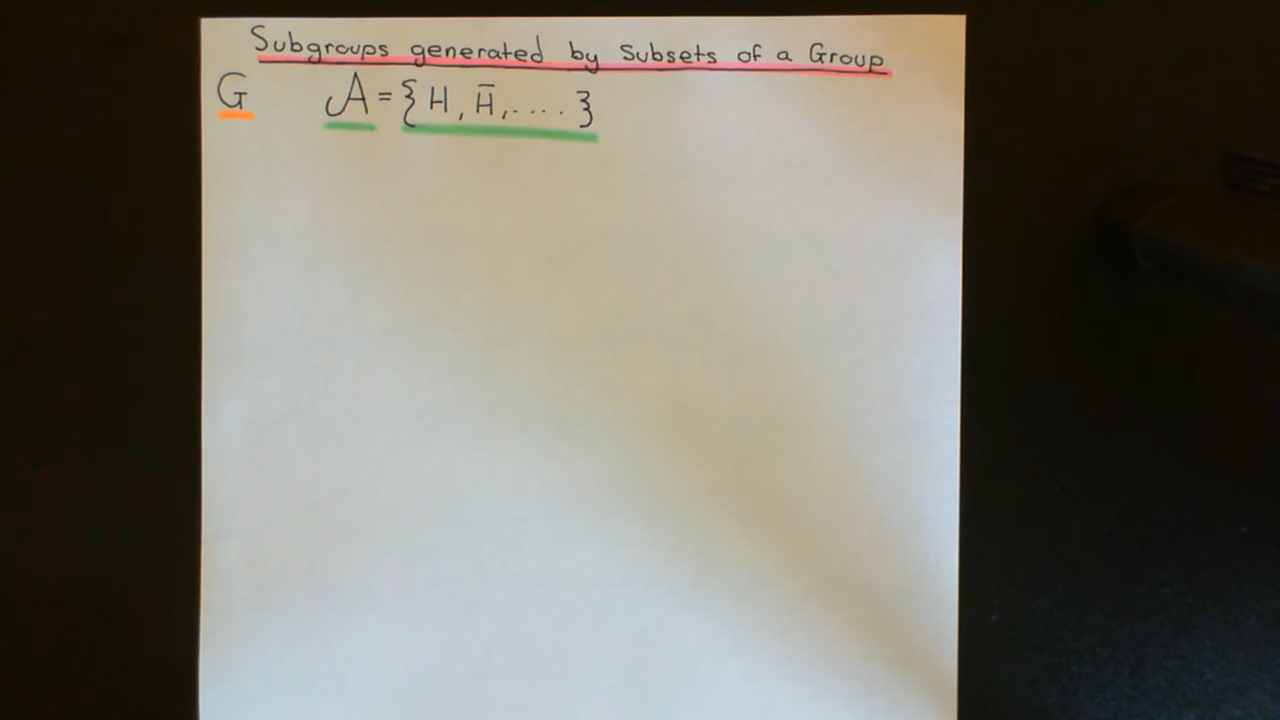 Subgroups generated by Subsets of a Group
G 𝒜 = { H, H̄, .... }